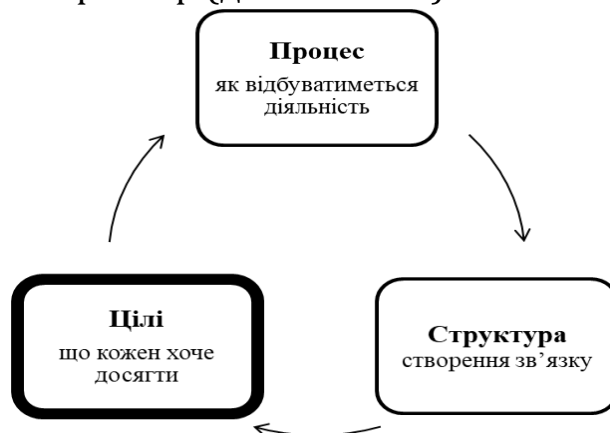 Процес
як відбуватиметься
діяльність
Цілі
що кожен хоче
досягти
Структура
створення зв’язку